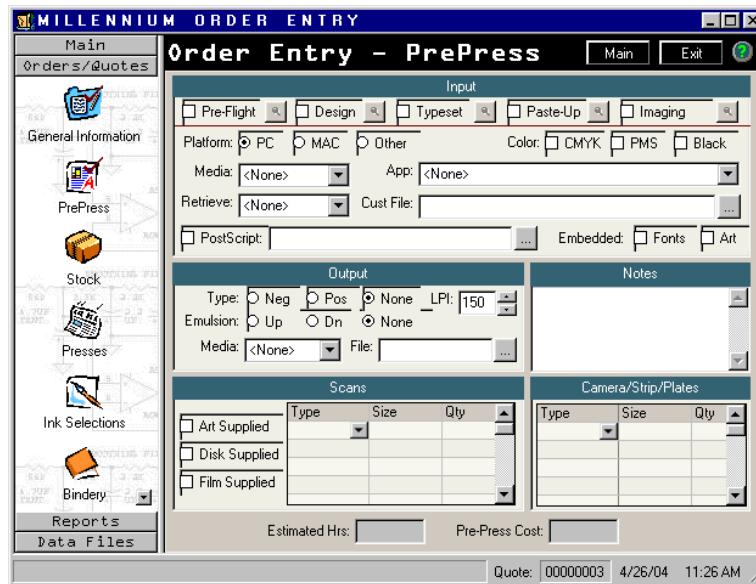 MILLENNIUM ORDER ENTRY
Main
Orders/Quotes
General Information
PrePress
Stock
Presses
Ink Selections
Bindery
Reports
Data Files
Order Entry - PrePress
Main
Exit
Input
Pre-Flight
Design
Typeset
Paste-Up
Imaging
Platform: PC MAC Other
Color: CMYK PMS Black
Media: <None>
App: <None>
Retrieve: <None>
Cust File: ...
PostScript: ...
Embedded: Fonts Art
Output
Type: Neg Pos None LPI: 150
Emulsion: Up Dn None
Media: <None> File: ...
Notes
Scans
Art Supplied
Disk Supplied
Film Supplied
Type Size Qty
Camera/Strip/Plates
Type Size Qty
Estimated Hrs:
Pre-Press Cost:
Quote: 00000003 4/26/04 11:26 AM